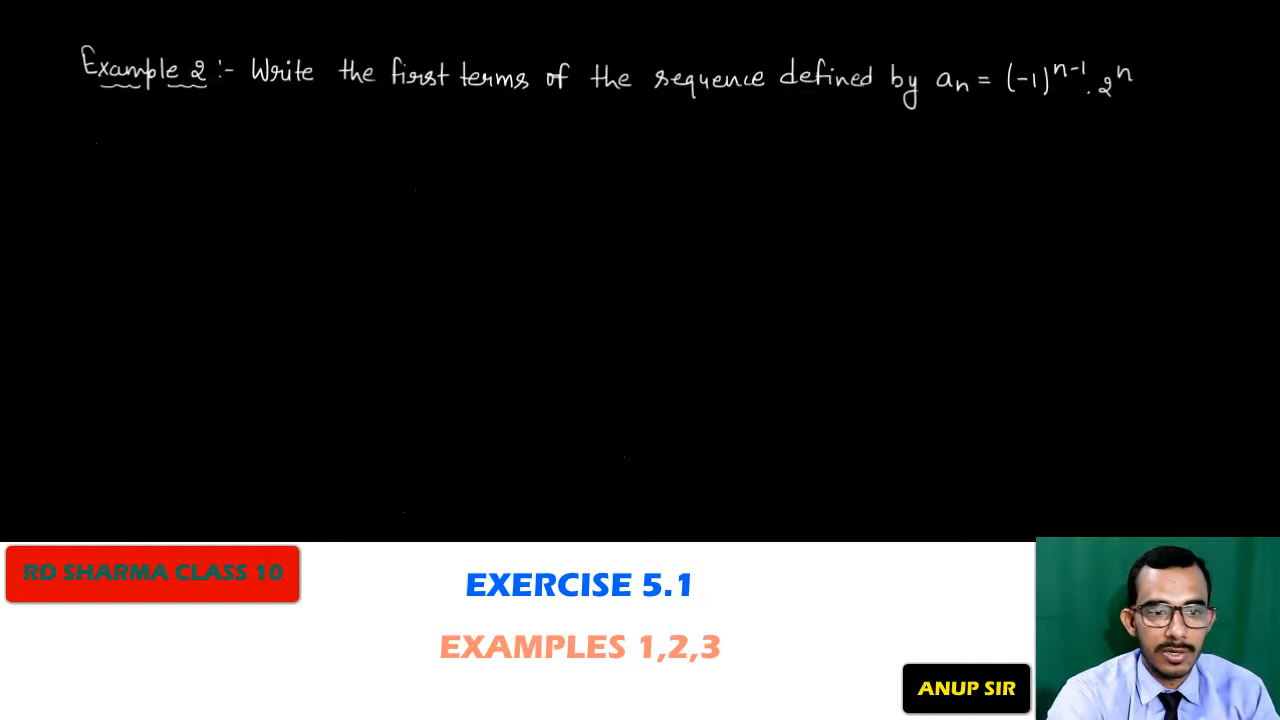 Example 2 :- Write the first terms of the sequence defined by aₙ = (-1)ⁿ⁻¹ . 2ⁿ
RD SHARMA CLASS 10
EXERCISE 5.1
EXAMPLES 1,2,3
ANUP SIR